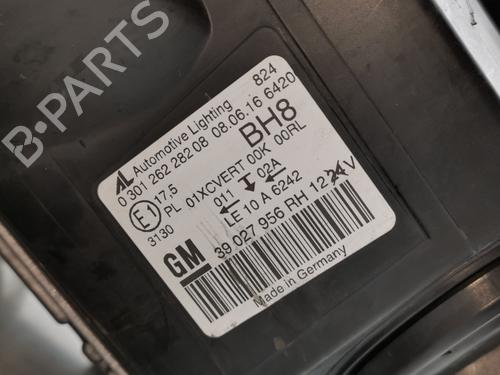 B-PARTS
AL Automotive Lighting 824
0 301 262 282 08 08.06.16 6420
BH8
E1 17,5 01XCVERT 00K 00RL
3130 PL 011 02A
LE 10 A 6242
GM 39 027 956 RH 12 V
Made in Germany